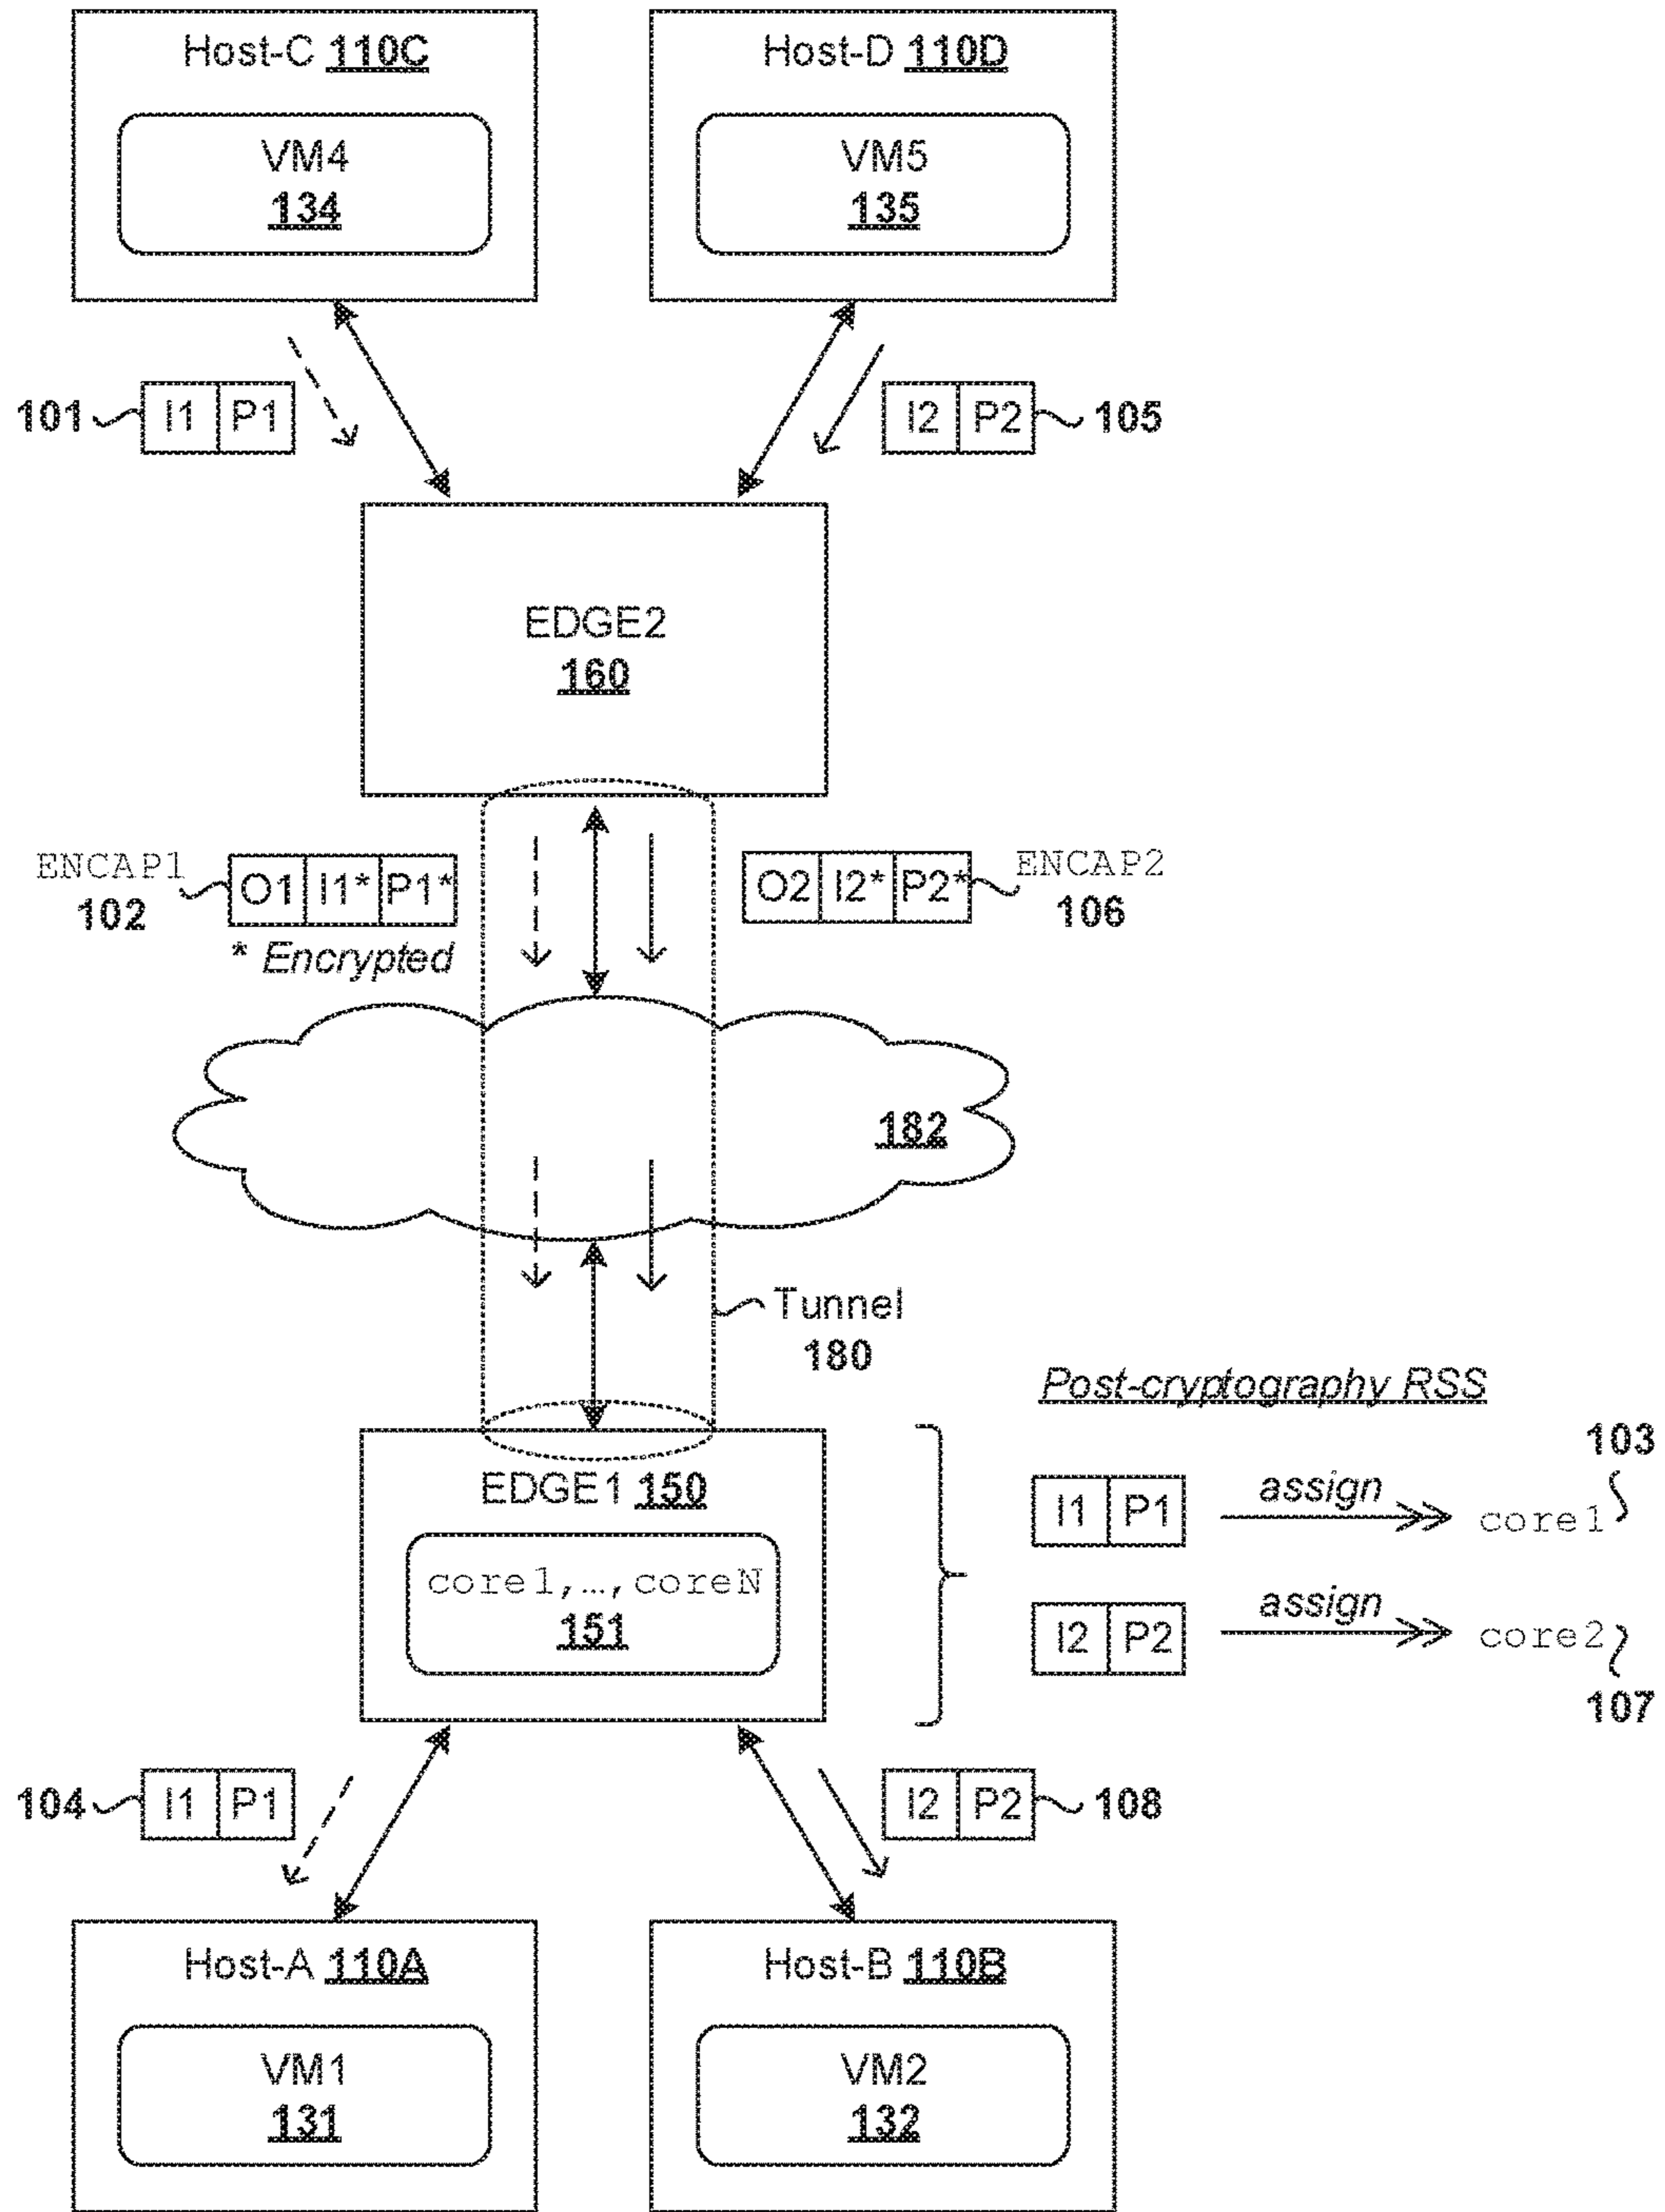 Host-C 110C
VM4
134
Host-D 110D
VM5
135
101
I1 P1
I2 P2
105
EDGE2
160
ENCAP1
102
O1 I1* P1*
* Encrypted
O2 I2* P2*
ENCAP2
106
182
Tunnel
180
Post-cryptography RSS
103
EDGE1 150
core1,...,coreN
151
I1 P1
assign
core1
I2 P2
assign
core2
107
104
I1 P1
I2 P2
108
Host-A 110A
VM1
131
Host-B 110B
VM2
132